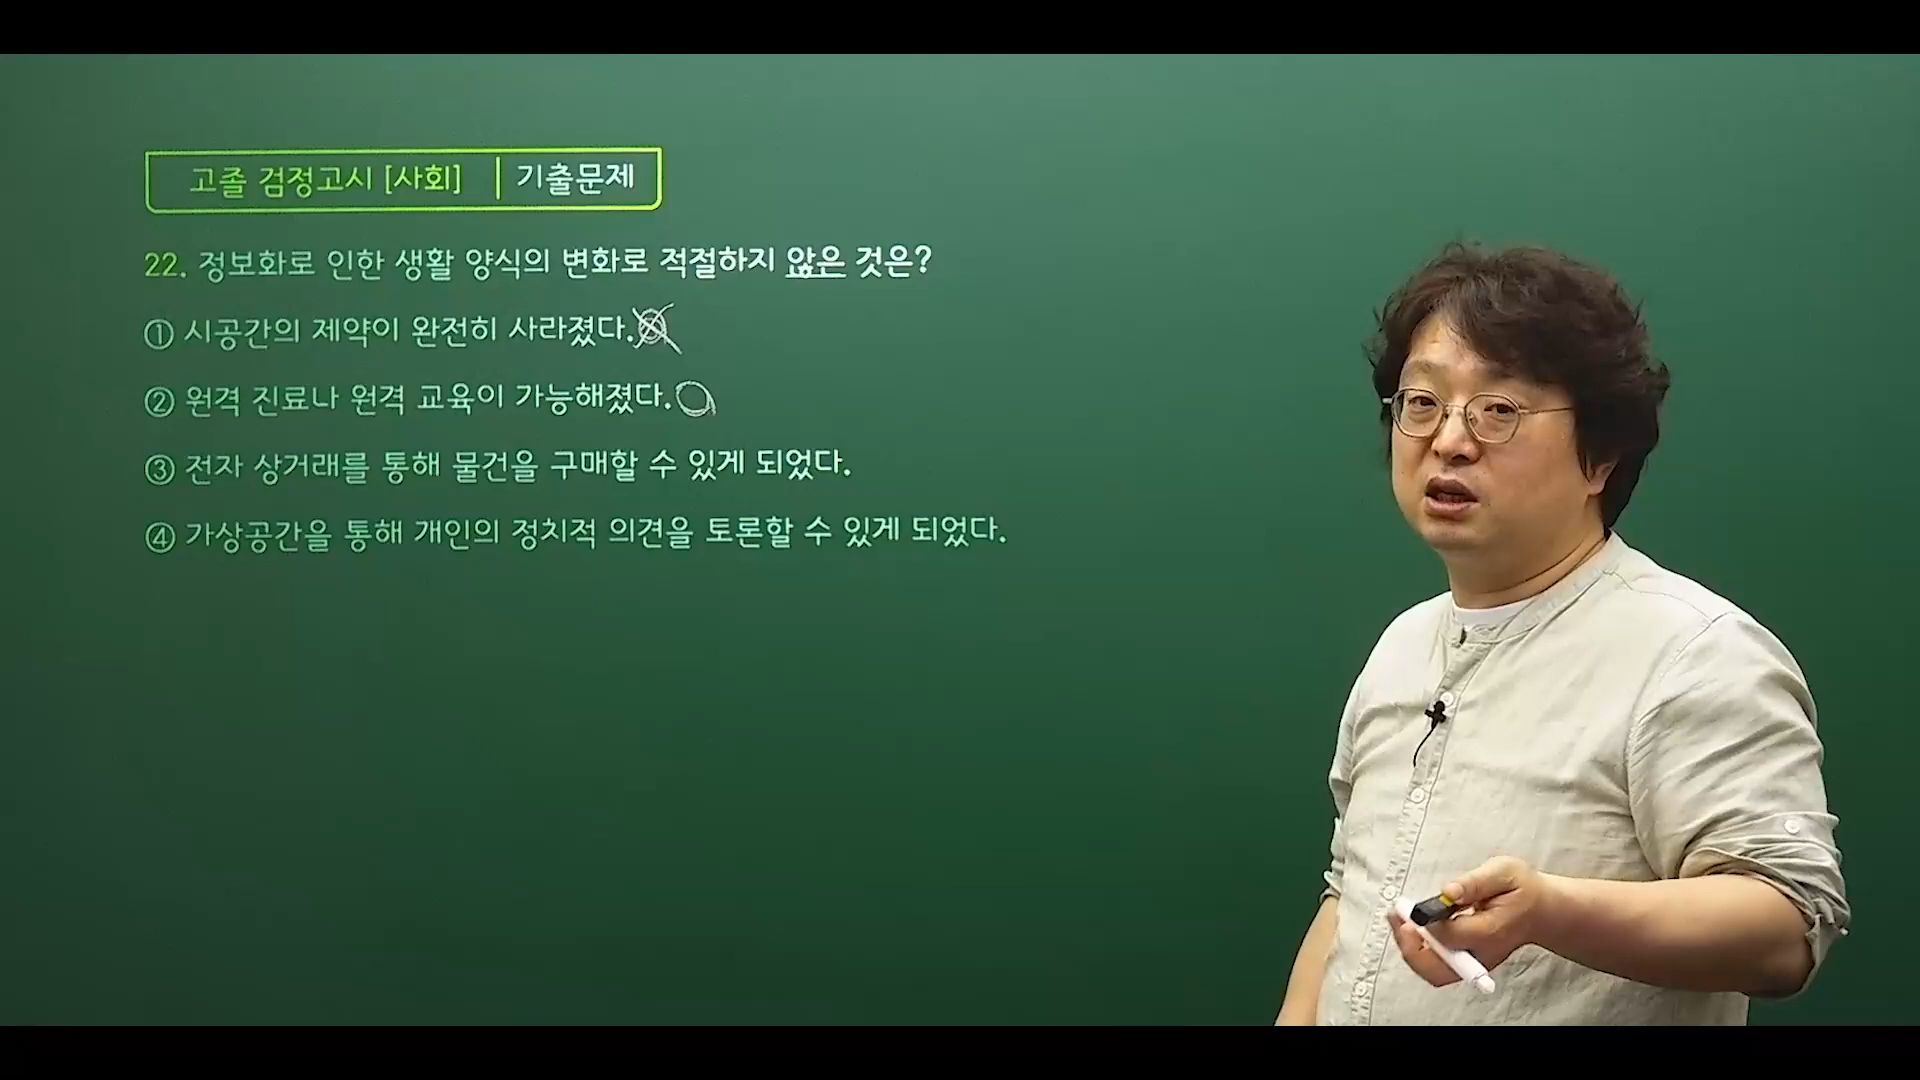 고졸 검정고시 [사회] | 기출문제
22. 정보화로 인한 생활 양식의 변화로 적절하지 않은 것은?
① 시공간의 제약이 완전히 사라졌다.
② 원격 진료나 원격 교육이 가능해졌다.
③ 전자 상거래를 통해 물건을 구매할 수 있게 되었다.
④ 가상공간을 통해 개인의 정치적 의견을 토론할 수 있게 되었다.